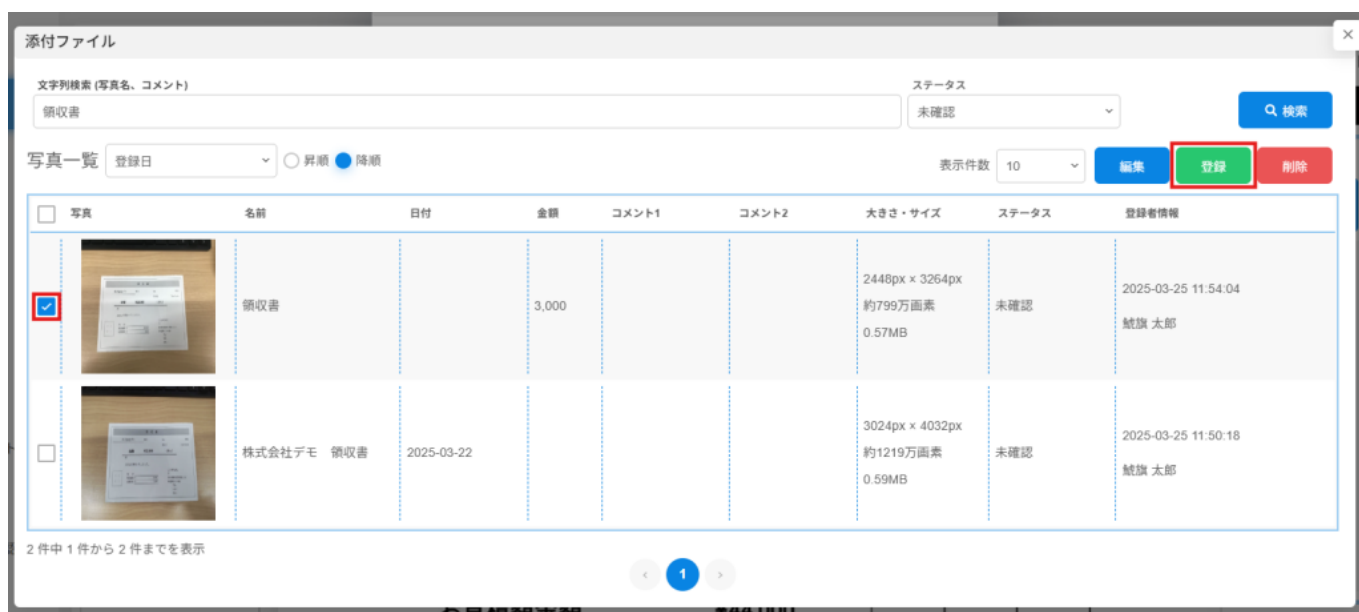 添付ファイル
×
文字列検索 (写真名、コメント)
ステータス
領収書
未確認
検索
写真一覧 登録日 昇順 降順
表示件数 10 編集 登録 削除
写真 名前 日付 金額 コメント1 コメント2 大きさ・サイズ ステータス 登録者情報
領収書 3,000 未確認
2448px × 3264px
約799万画素
0.57MB
2025-03-25 11:54:04
鯱旗 太郎
株式会社デモ 領収書 2025-03-22 未確認
3024px × 4032px
約1219万画素
0.59MB
2025-03-25 11:50:18
鯱旗 太郎
2 件中 1 件から 2 件までを表示
‹ 1 ›